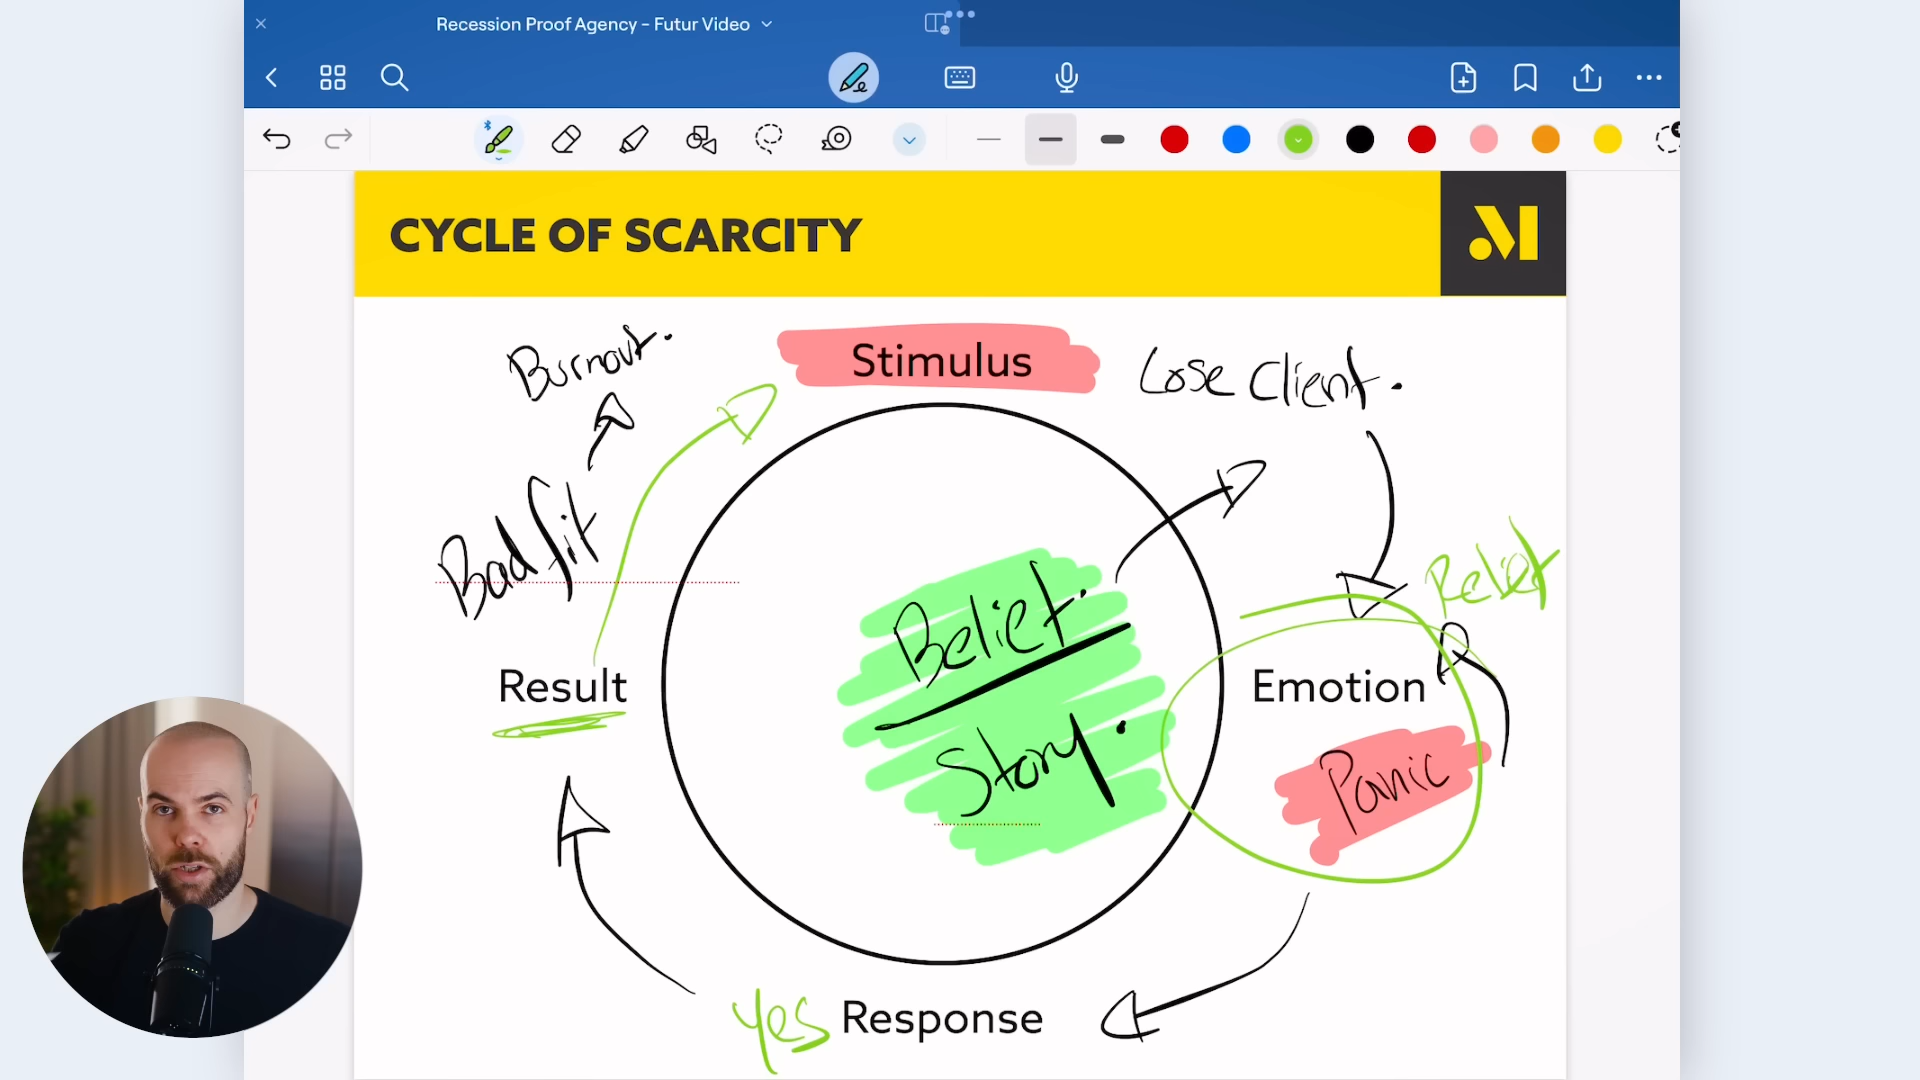 Recession Proof Agency – Futur Video
CYCLE OF SCARCITY
Burnout.
Stimulus
Lose Client.
Bad fit
Belief.
Relief
Result
Emotion
Story.
Panic
Yes Response